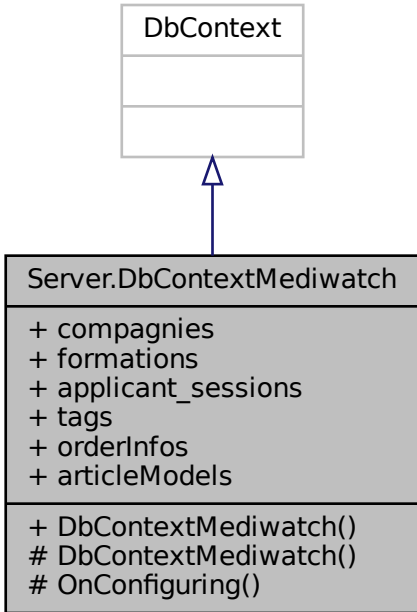 DbContext
Server.DbContextMediwatch
+ compagnies
+ formations
+ applicant_sessions
+ tags
+ orderInfos
+ articleModels
+ DbContextMediwatch()
# DbContextMediwatch()
# OnConfiguring()